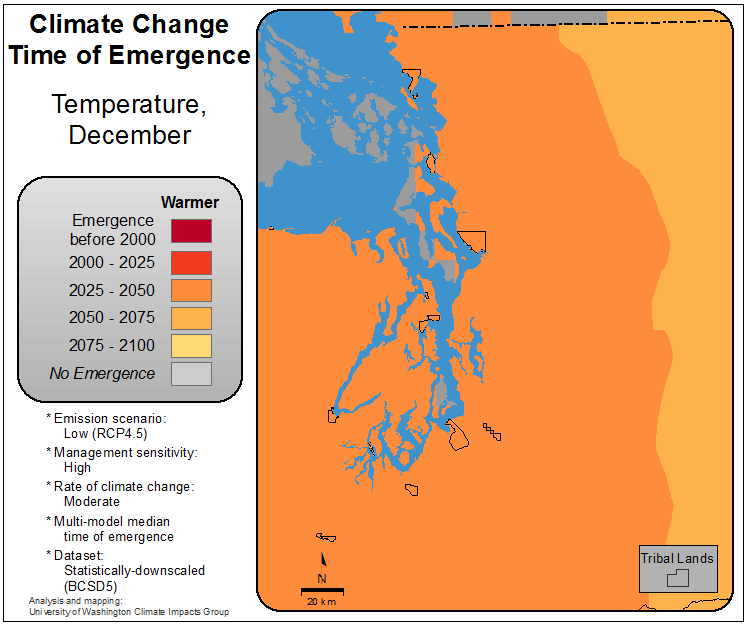 Climate Change
Time of Emergence
Temperature,
December
Warmer
Emergence
before 2000
2000 - 2025
2025 - 2050
2050 - 2075
2075 - 2100
No Emergence
* Emission scenario:
Low (RCP4.5)
* Management sensitivity:
High
* Rate of climate change:
Moderate
* Multi-model median
time of emergence
* Dataset:
Statistically-downscaled
(BCSD5)
Analysis and mapping:
University of Washington Climate Impacts Group
N
20 km
Tribal Lands